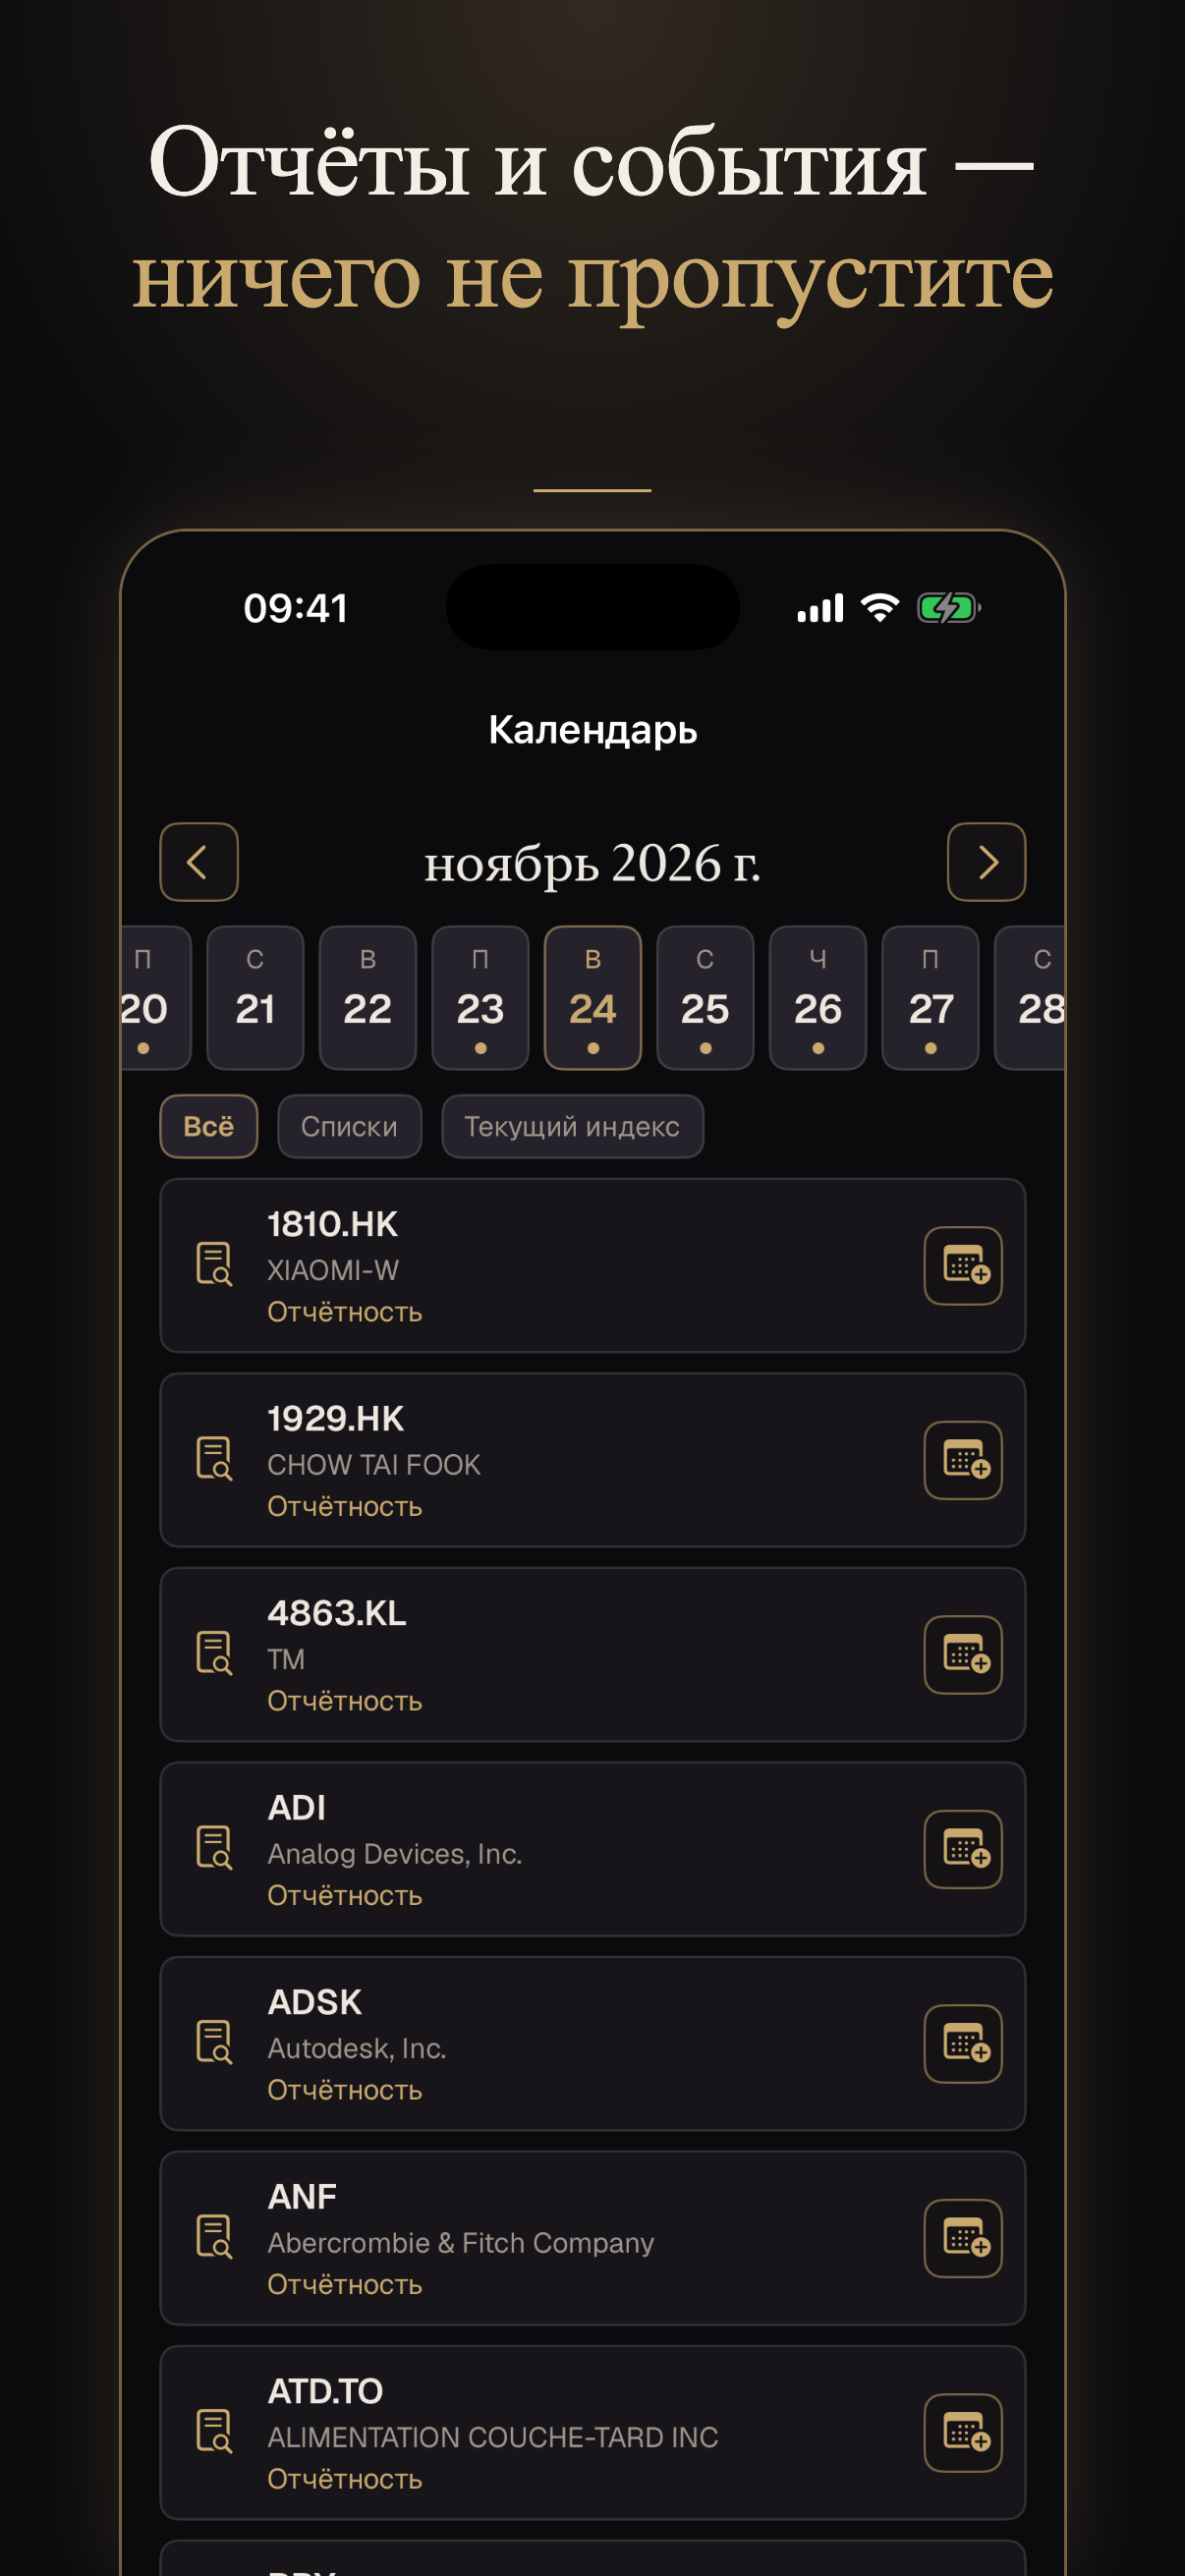 Отчёты и события —
ничего не пропустите
09:41
Календарь
ноябрь 2026 г.
П С В П В С Ч П С
20 21 22 23 24 25 26 27 28
Всё Списки Текущий индекс
1810.HK
XIAOMI-W
Отчётность
1929.HK
CHOW TAI FOOK
Отчётность
4863.KL
TM
Отчётность
ADI
Analog Devices, Inc.
Отчётность
ADSK
Autodesk, Inc.
Отчётность
ANF
Abercrombie & Fitch Company
Отчётность
ATD.TO
ALIMENTATION COUCHE-TARD INC
Отчётность